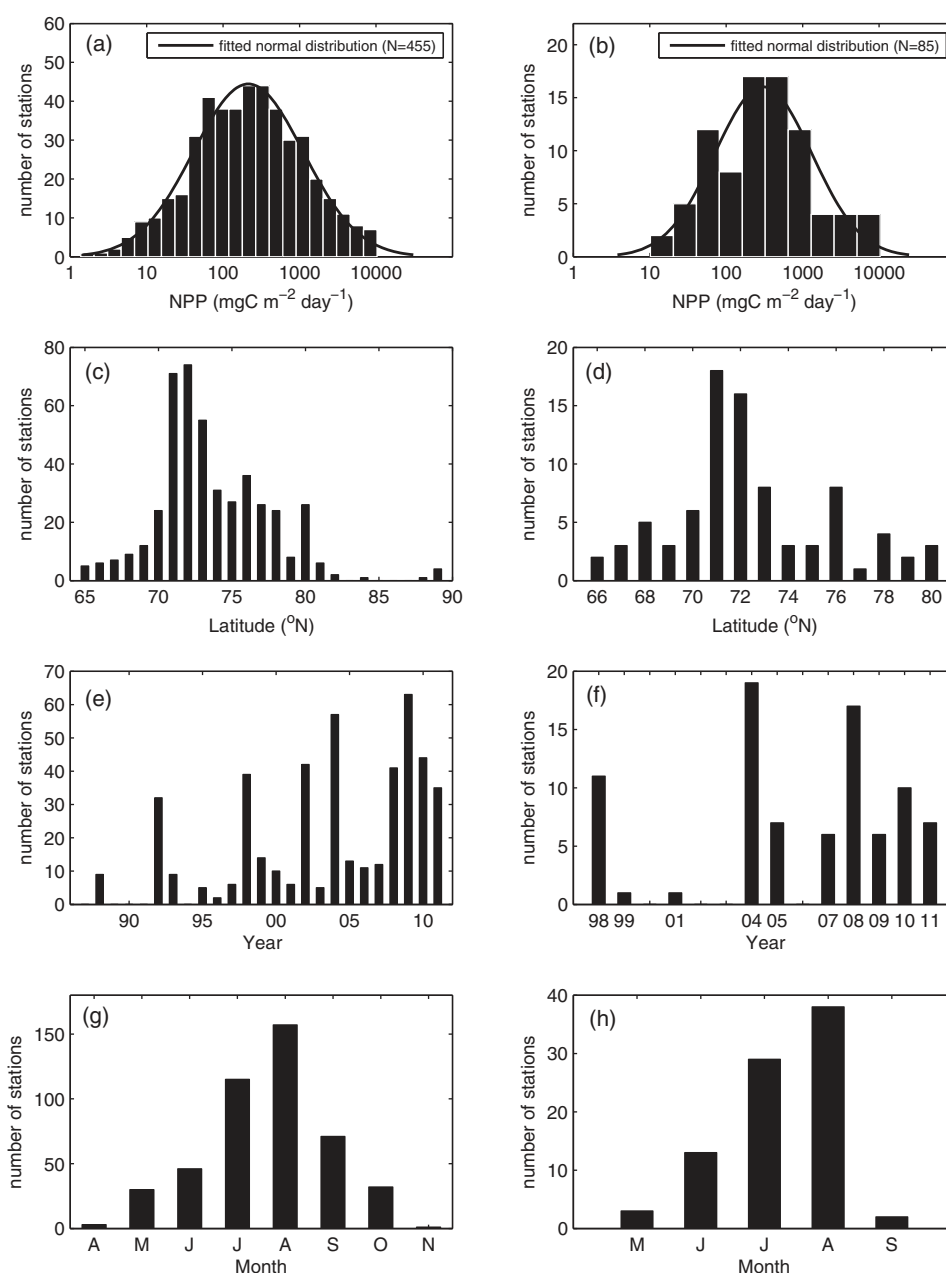 (a)
fitted normal distribution (N=455)
number of stations
60
50
40
30
20
10
0
1 10 100 1000 10000
NPP (mgC m⁻² day⁻¹)
(b)
fitted normal distribution (N=85)
number of stations
20
15
10
5
0
1 10 100 1000 10000
NPP (mgC m⁻² day⁻¹)
(c)
number of stations
80
60
40
20
0
65 70 75 80 85 90
Latitude (°N)
(d)
number of stations
20
15
10
5
0
66 68 70 72 74 76 78 80
Latitude (°N)
(e)
number of stations
70
60
50
40
30
20
10
0
90 95 00 05 10
Year
(f)
number of stations
20
15
10
5
0
98 99 01 04 05 07 08 09 10 11
Year
(g)
number of stations
150
100
50
0
A M J J A S O N
Month
(h)
number of stations
40
30
20
10
0
M J J A S
Month